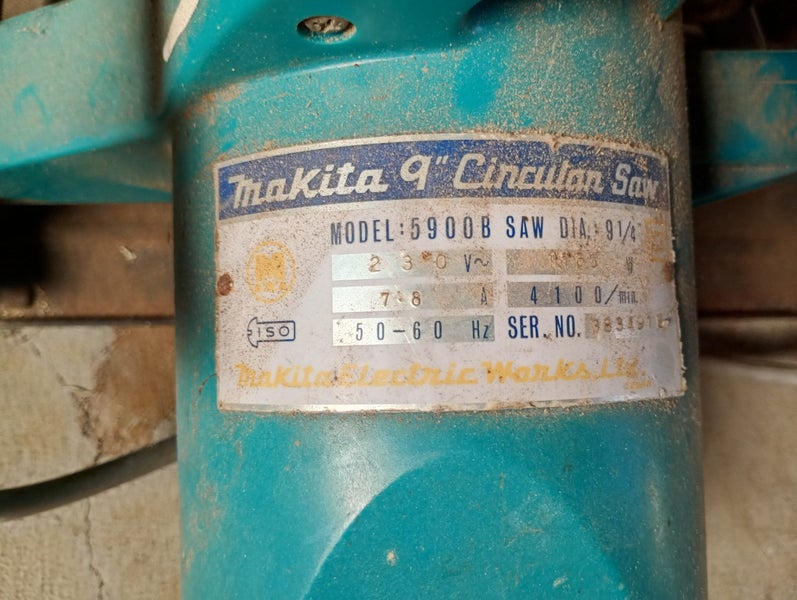 Makita 9" Circular Saw
MODEL:5900B SAW DIA.:9 1/4"
230 V~ W
7.8 A 4100/min.
ISO 50-60 Hz SER.NO.
Makita Electric Works, Ltd.